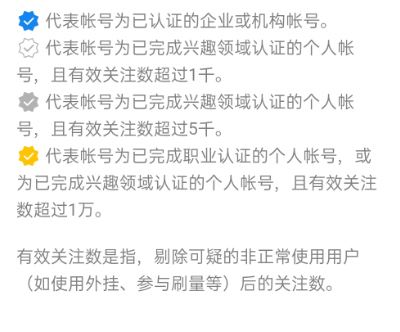 代表帐号为已认证的企业或机构帐号。
代表帐号为已完成兴趣领域认证的个人帐
号，且有效关注数超过1千。
代表帐号为已完成兴趣领域认证的个人帐
号，且有效关注数超过5千。
代表帐号为已完成职业认证的个人帐号，或
为已完成兴趣领域认证的个人帐号，且有效关注
数超过1万。
有效关注数是指，剔除可疑的非正常使用用户
（如使用外挂、参与刷量等）后的关注数。